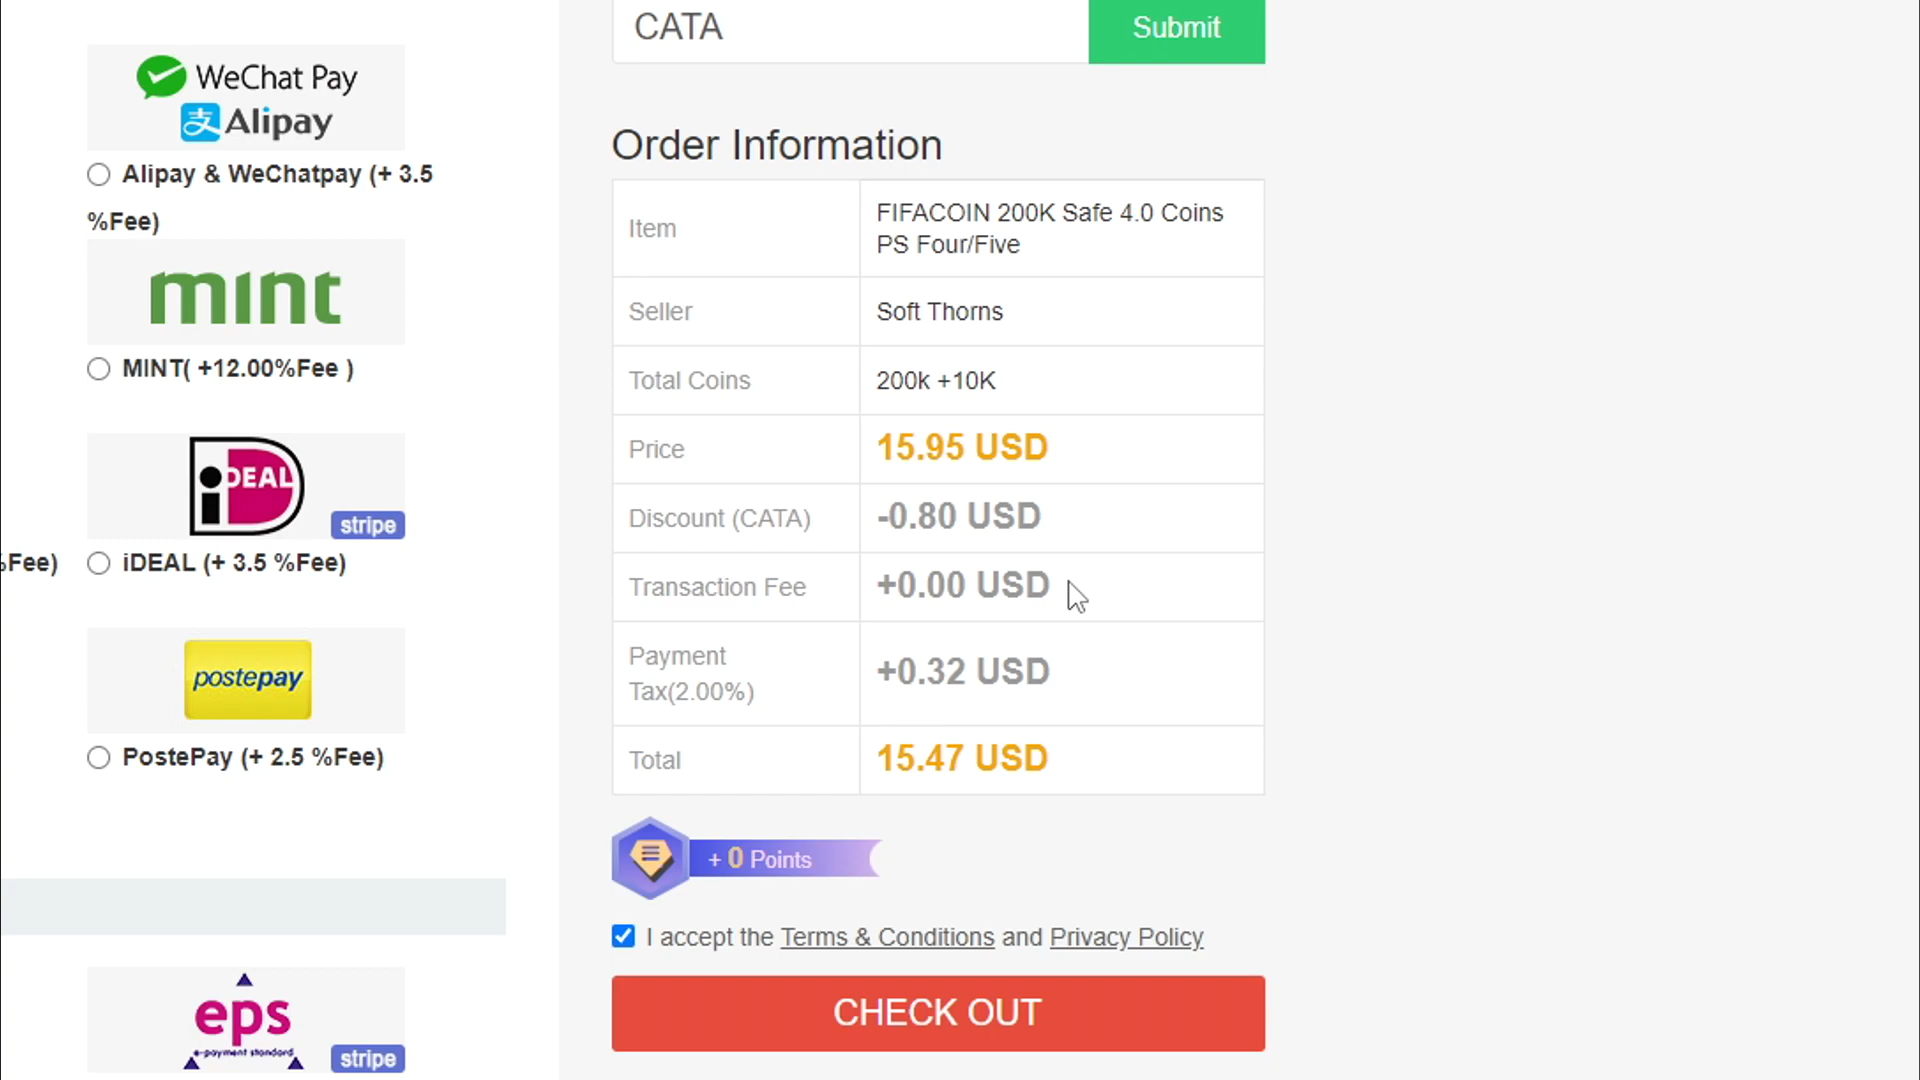 WeChat Pay
支 Alipay
Alipay & WeChatpay (+ 3.5
%Fee)
mint
MINT( +12.00%Fee )
iDEAL
stripe
%Fee)
iDEAL (+ 3.5 %Fee)
postepay
PostePay (+ 2.5 %Fee)
eps
e-payment standard
stripe
CATA
Submit
Order Information
Item
FIFACOIN 200K Safe 4.0 Coins
PS Four/Five
Seller
Soft Thorns
Total Coins
200k +10K
Price
15.95 USD
Discount (CATA)
-0.80 USD
Transaction Fee
+0.00 USD
Payment
Tax(2.00%)
+0.32 USD
Total
15.47 USD
+ 0 Points
I accept the Terms & Conditions and Privacy Policy
CHECK OUT